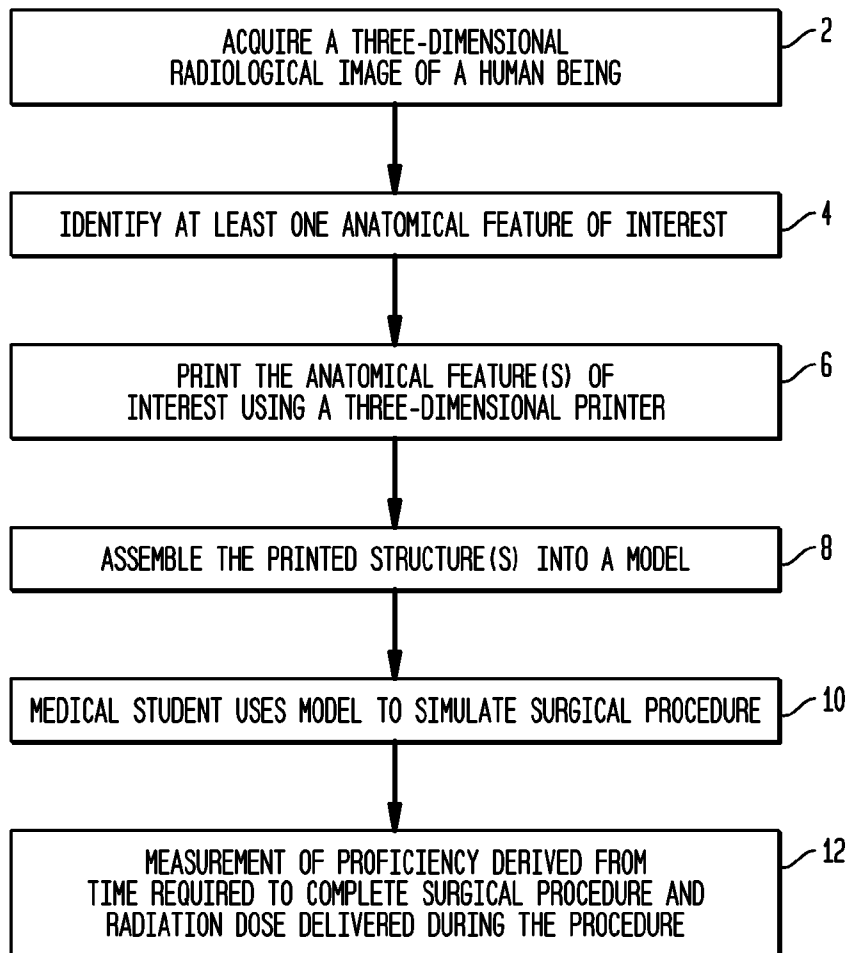 ACQUIRE A THREE-DIMENSIONAL
RADIOLOGICAL IMAGE OF A HUMAN BEING
2
IDENTIFY AT LEAST ONE ANATOMICAL FEATURE OF INTEREST
4
PRINT THE ANATOMICAL FEATURE(S) OF
INTEREST USING A THREE-DIMENSIONAL PRINTER
6
ASSEMBLE THE PRINTED STRUCTURE(S) INTO A MODEL
8
MEDICAL STUDENT USES MODEL TO SIMULATE SURGICAL PROCEDURE
10
MEASUREMENT OF PROFICIENCY DERIVED FROM
TIME REQUIRED TO COMPLETE SURGICAL PROCEDURE AND
RADIATION DOSE DELIVERED DURING THE PROCEDURE
12